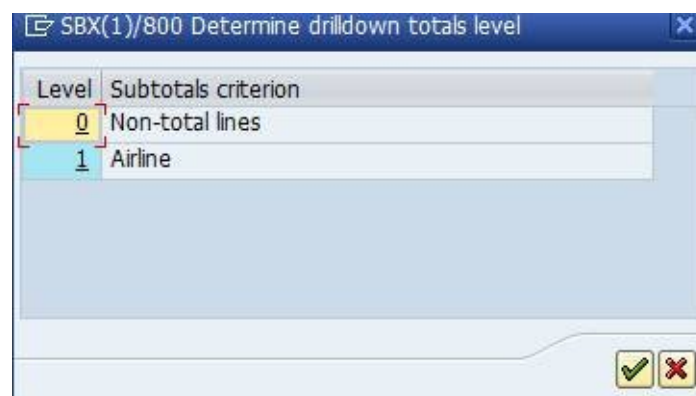 SBX(1)/800 Determine drilldown totals level
Level Subtotals criterion
0 Non-total lines
1 Airline